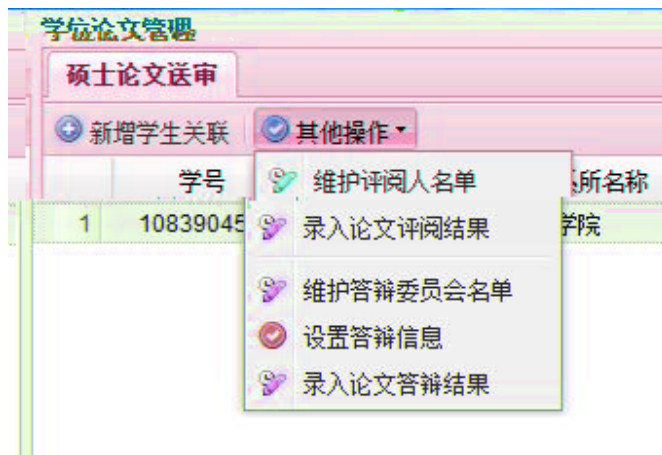 学位论文管理
硕士论文送审
新增学生关联 其他操作
学号 所名称
1 10839045 学院
维护评阅人名单
录入论文评阅结果
维护答辩委员会名单
设置答辩信息
录入论文答辩结果